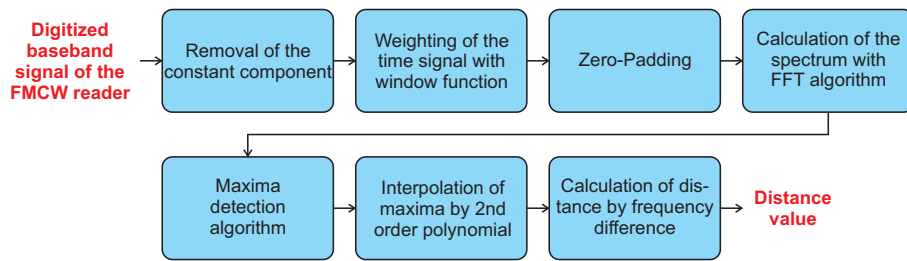 Digitized
baseband
signal of the
FMCW reader
Removal of the
constant component
Weighting of the
time signal with
window function
Zero-Padding
Calculation of the
spectrum with
FFT algorithm
Maxima
detection
algorithm
Interpolation of
maxima by 2nd
order polynomial
Calculation of dis-
tance by frequency
difference
Distance
value